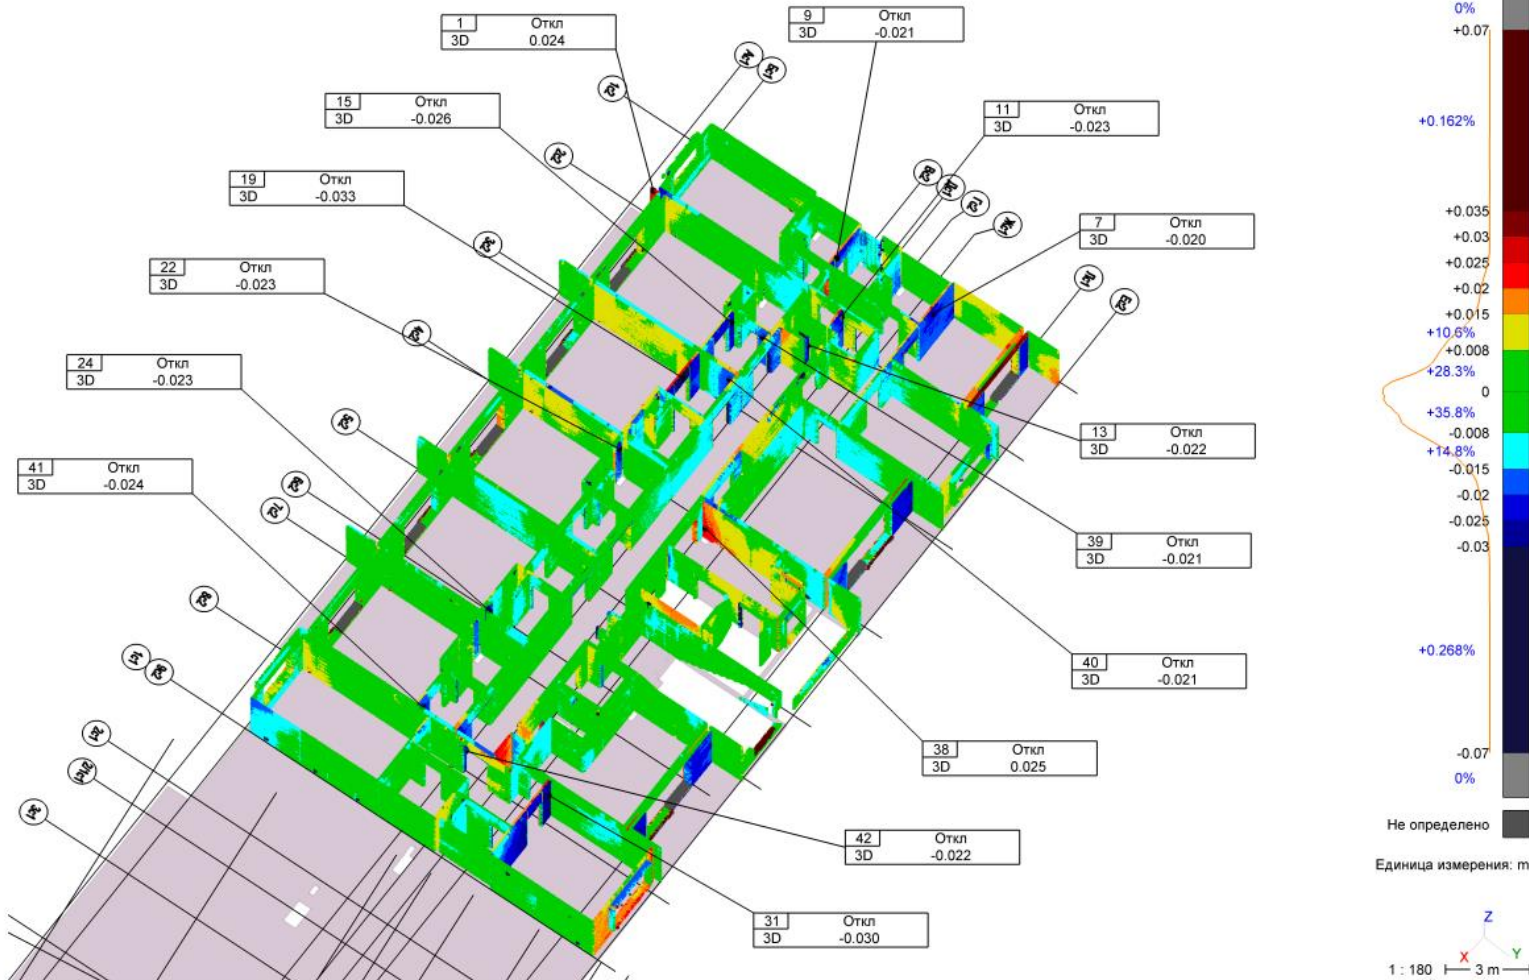 1 Откл
3D 0.024
9 Откл
3D -0.021
15 Откл
3D -0.026
11 Откл
3D -0.023
19 Откл
3D -0.033
7 Откл
3D -0.020
22 Откл
3D -0.023
24 Откл
3D -0.023
13 Откл
3D -0.022
41 Откл
3D -0.024
39 Откл
3D -0.021
40 Откл
3D -0.021
38 Откл
3D 0.025
42 Откл
3D -0.022
31 Откл
3D -0.030
0%
+0.07
+0.162%
+0.035
+0.03
+0.025
+0.02
+0.015
+10.6%
+0.008
+28.3%
0
+35.8%
-0.008
+14.8%
-0.015
-0.02
-0.025
-0.03
+0.268%
-0.07
0%
Не определено
Единица измерения: m
Z
X
Y
1 : 180
3 m